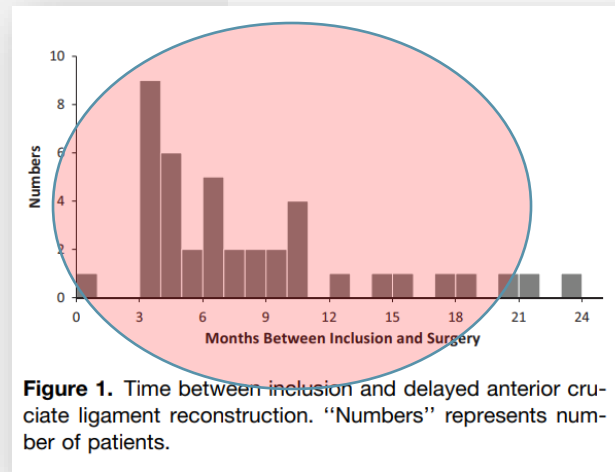 10
8
6
4
2
0
Numbers
0 3 6 9 12 15 18 21 24
Months Between Inclusion and Surgery
Figure 1. Time between inclusion and delayed anterior cru-
ciate ligament reconstruction. “Numbers” represents num-
ber of patients.